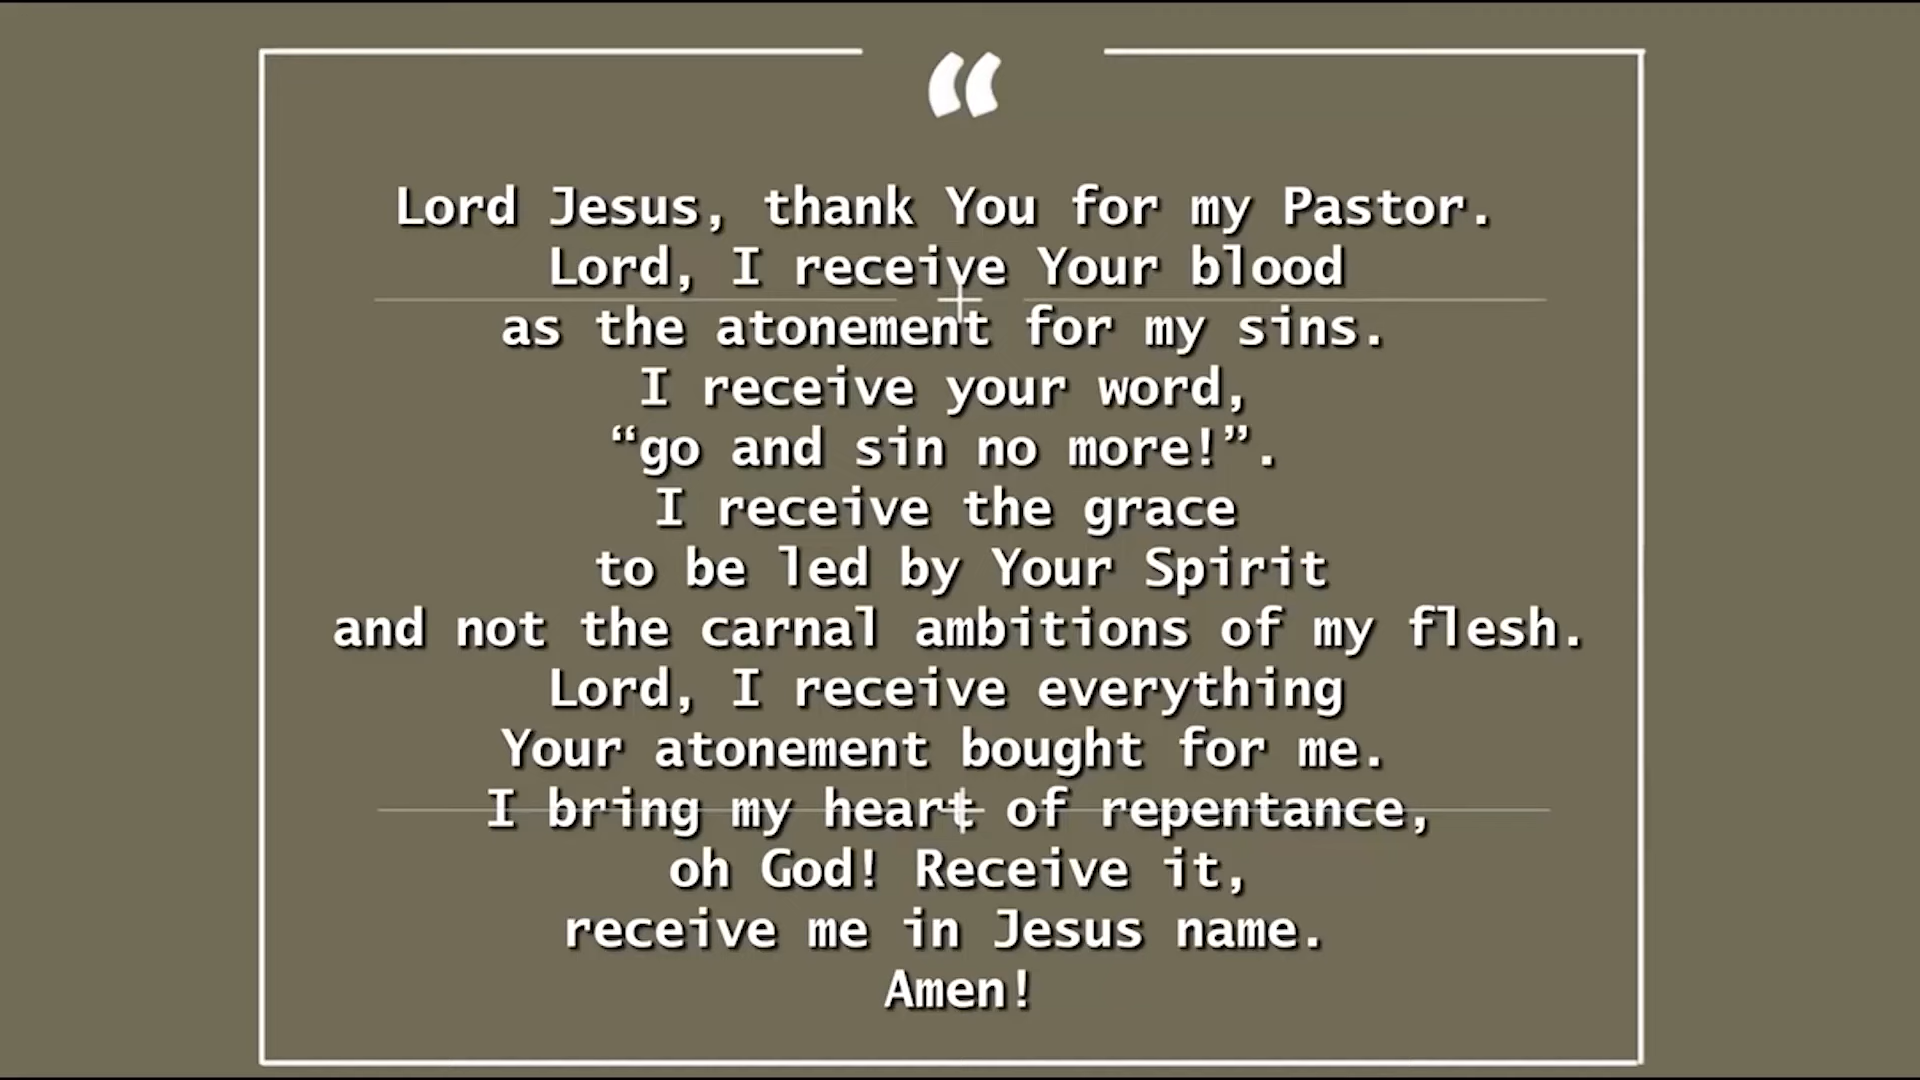 “
Lord Jesus, thank You for my Pastor.
Lord, I receive Your blood
as the atonement for my sins.
I receive your word,
“go and sin no more!”.
I receive the grace
to be led by Your Spirit
and not the carnal ambitions of my flesh.
Lord, I receive everything
Your atonement bought for me.
I bring my heart of repentance,
oh God! Receive it,
receive me in Jesus name.
Amen!